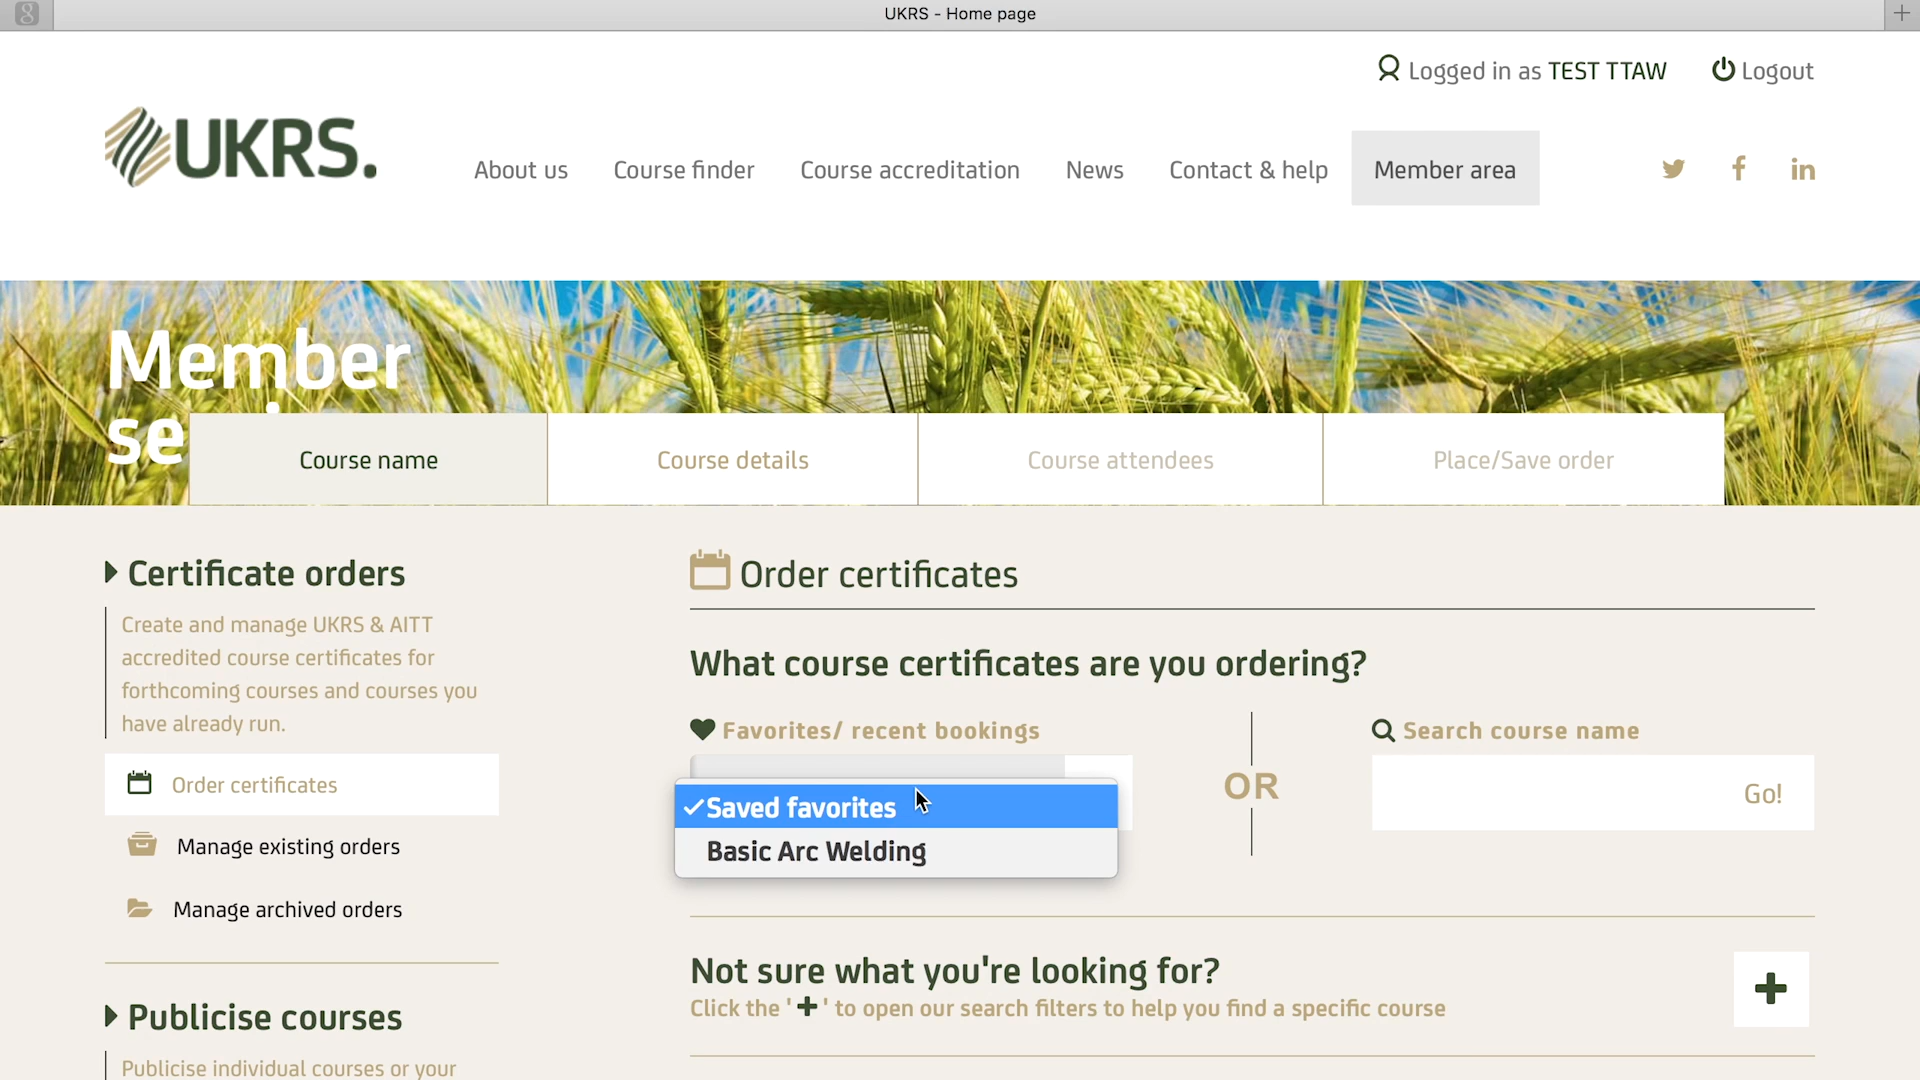 UKRS - Home page
Logged in as TEST TTAW
Logout
UKRS.
About us
Course finder
Course accreditation
News
Contact & help
Member area
Member
se
Course name
Course details
Course attendees
Place/Save order
Certificate orders
Create and manage UKRS & AITT
accredited course certificates for
forthcoming courses and courses you
have already run.
Order certificates
Manage existing orders
Manage archived orders
Publicise courses
Publicise individual courses or your
Order certificates
What course certificates are you ordering?
Favorites/ recent bookings
Saved favorites
Basic Arc Welding
OR
Search course name
Go!
Not sure what you're looking for?
Click the '+' to open our search filters to help you find a specific course